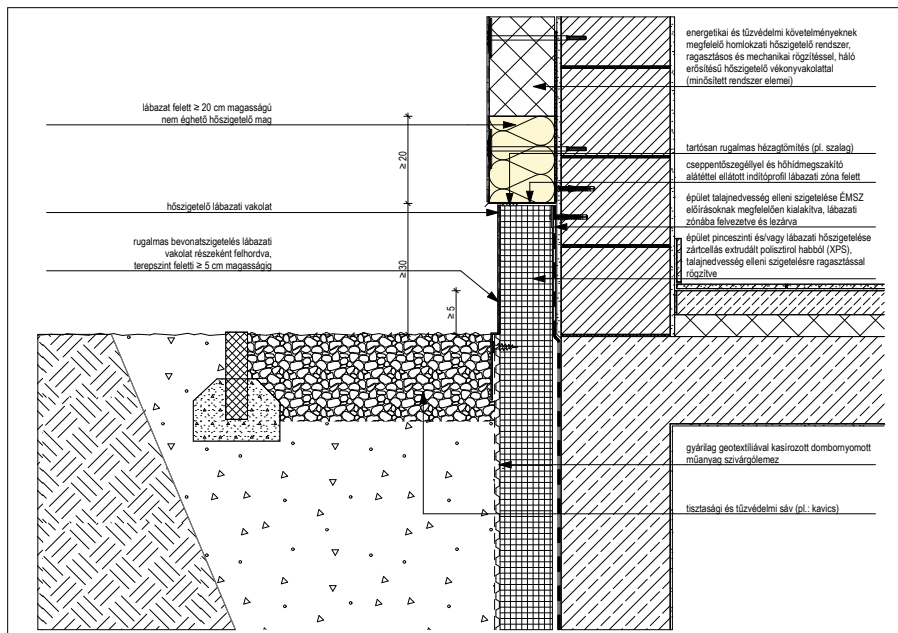 energetikai és tűzvédelmi követelményeknek
megfelelő homlokzati hőszigetelő rendszer,
ragasztásos és mechanikai rögzítéssel, háló
erősítésű hőszigetelő vékonyvakolattal
(minősített rendszer elemei)
lábazat felett ≥ 20 cm magasságú
nem éghető hőszigetelő mag
≥20
tartósan rugalmas hézagtömítés (pl. szalag)
cseppentőszegéllyel és hőhídmegszakító
alátéttel ellátott indítóprofil lábazati zóna felett
hőszigetelő lábazati vakolat
épület talajnedvesség elleni szigetelése ÉMSZ
előírásoknak megfelelően kialakítva, lábazati
zónába felvezetve és lezárva
rugalmas bevonatszigetelés lábazati
vakolat részeként felhordva,
terepszint feletti ≥ 5 cm magasságig
≥30
≥5
épület pinceszinti és/vagy lábazati hőszigetelése
zártcellás extrudált polisztirol habból (XPS),
talajnedvesség elleni szigetelésre ragasztással
rögzítve
gyárilag geotextíliával kasírozott dombornyomott
műanyag szivárgólemez
tisztasági és tűzvédelmi sáv (pl.: kavics)